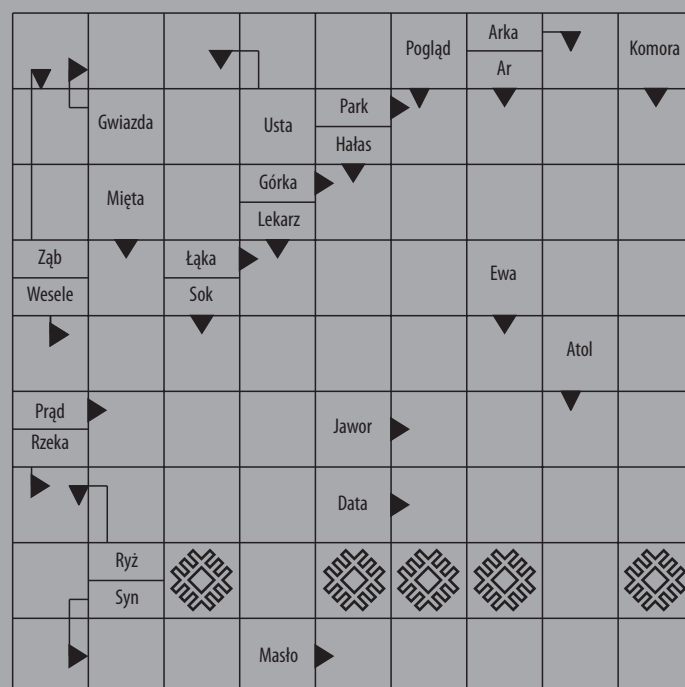 Pogląd
Arka
Ar
Komora
Gwiazda
Usta
Park
Hałas
Mięta
Górka
Lekarz
Ząb
Wesele
Łąka
Sok
Ewa
Atol
Prąd
Rzeka
Jawor
Data
Ryż
Syn
Masło